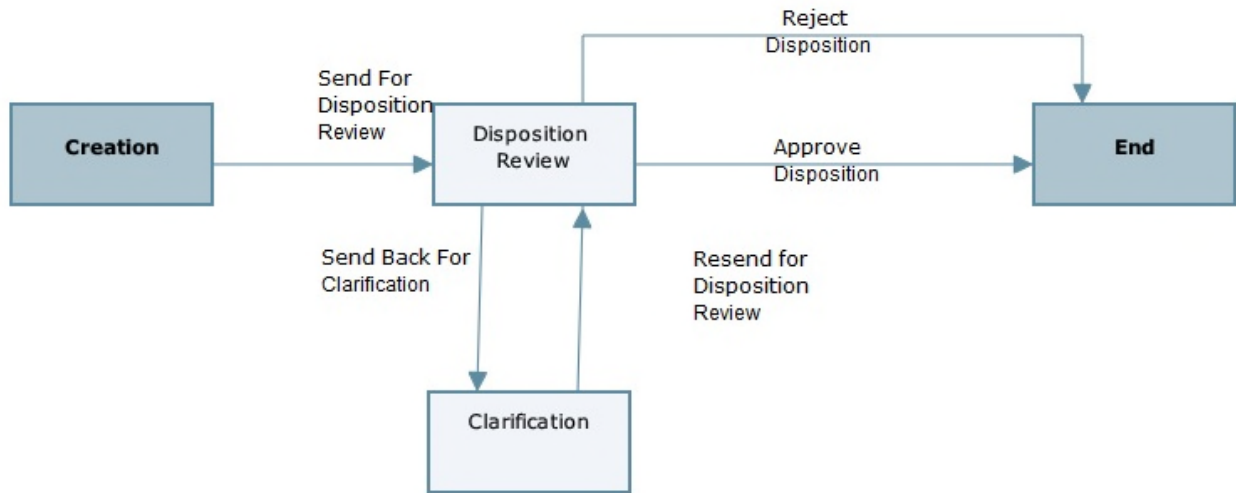 Reject
Disposition
Send For
Disposition
Review
Creation
Disposition
Review
Approve
Disposition
End
Send Back For
Clarification
Resend for
Disposition
Review
Clarification